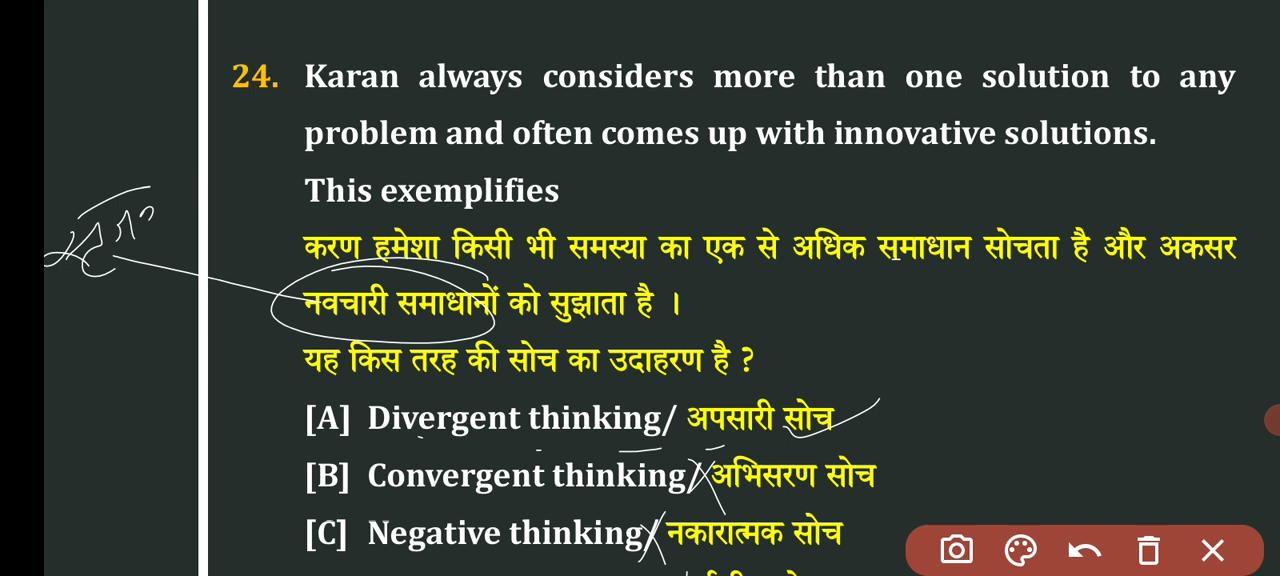 24. Karan always considers more than one solution to any
problem and often comes up with innovative solutions.
This exemplifies
करण हमेशा किसी भी समस्या का एक से अधिक समाधान सोचता है और अकसर
नवचारी समाधानों को सुझाता है ।
यह किस तरह की सोच का उदाहरण है ?
[A] Divergent thinking/ अपसारी सोच
[B] Convergent thinking/ अभिसरण सोच
[C] Negative thinking/ नकारात्मक सोच